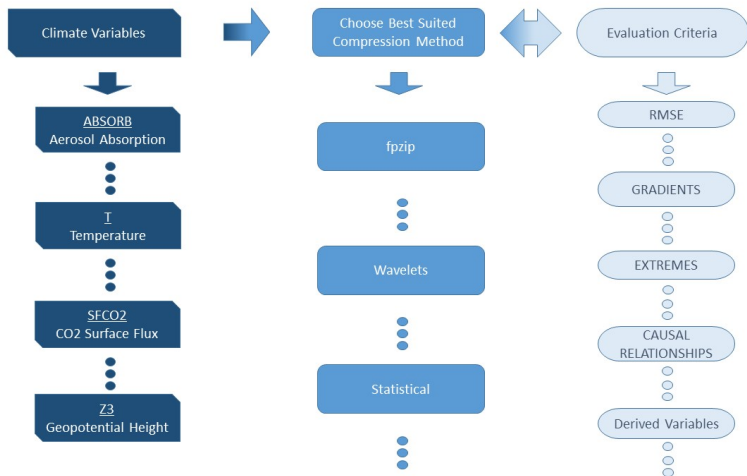 Climate Variables
Choose Best Suited
Compression Method
Evaluation Criteria
ABSORB
Aerosol Absorption
T
Temperature
SFCO2
CO2 Surface Flux
Z3
Geopotential Height
fpzip
Wavelets
Statistical
RMSE
GRADIENTS
EXTREMES
CAUSAL
RELATIONSHIPS
Derived Variables